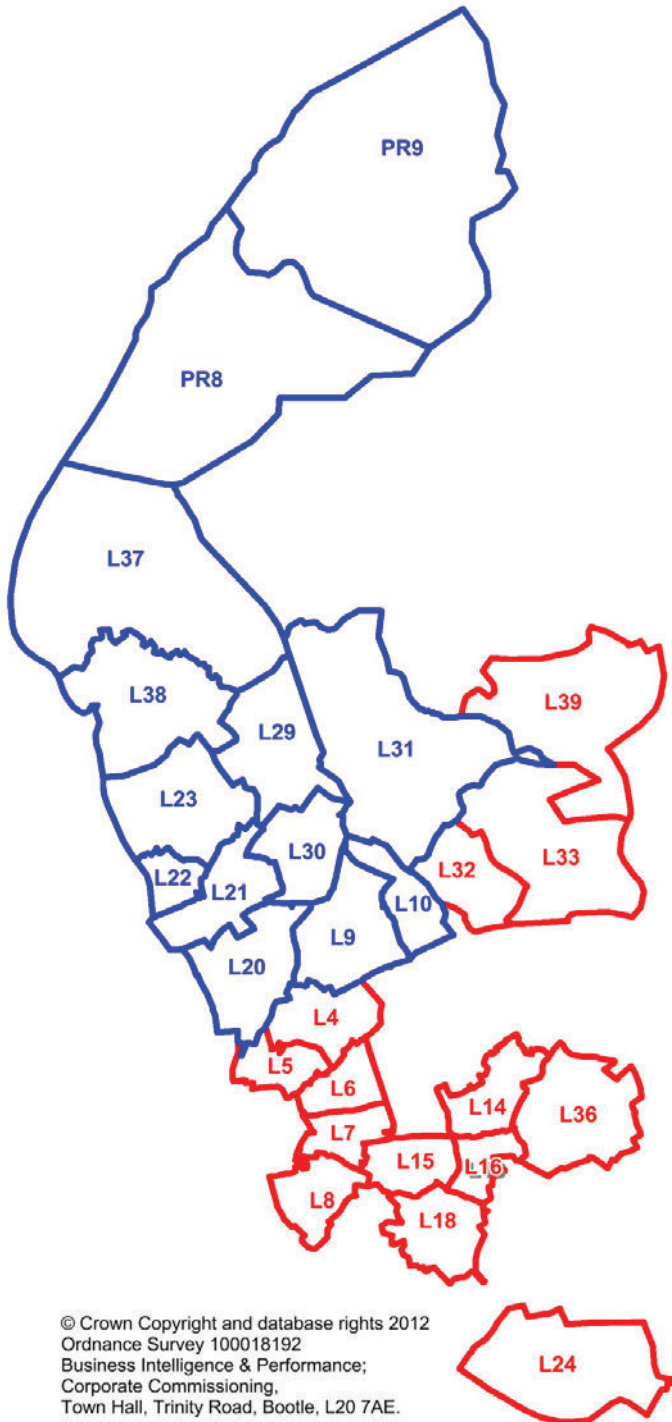 PR9
PR8
L37
L38
L39
L29
L31
L23
L30
L33
L32
L22
L21
L10
L9
L20
L4
L5
L6
L14
L36
L7
L15
L16
L8
L18
© Crown Copyright and database rights 2012
Ordnance Survey 100018192
Business Intelligence & Performance;
L24
Corporate Commissioning,
Town Hall, Trinity Road, Bootle, L20 7AE.